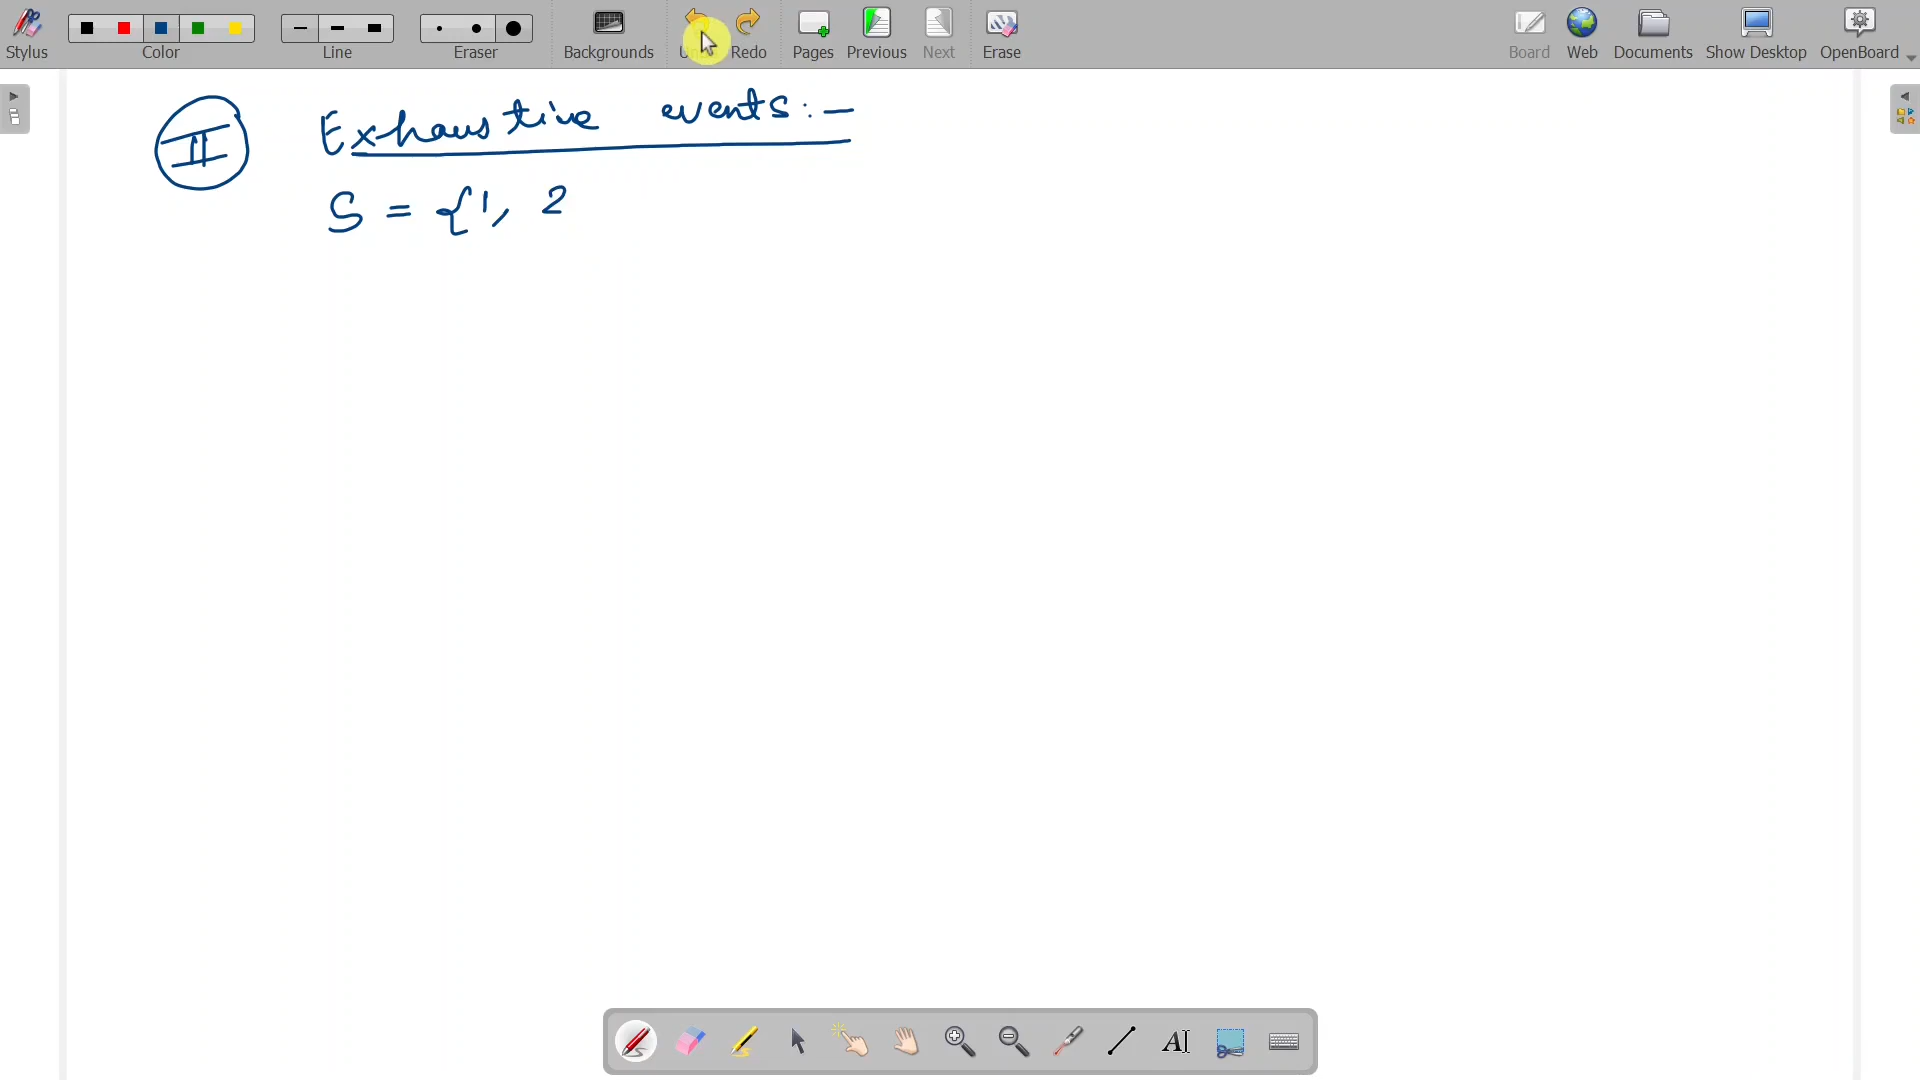 Stylus Color Line Eraser Backgrounds Redo Pages Previous Next Erase Board Web Documents Show Desktop OpenBoard
II Exhaustive events:-
S = {1, 2